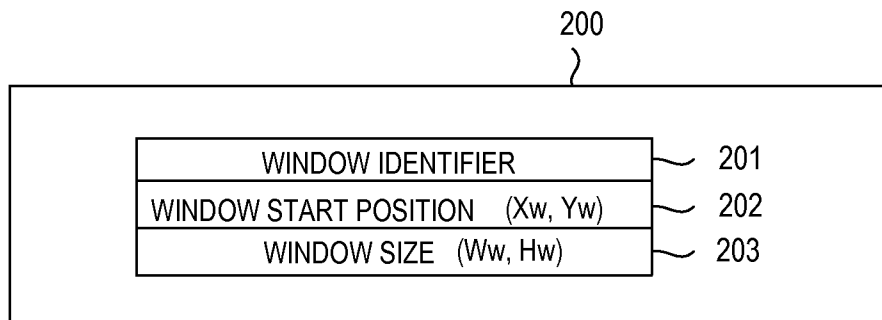 200
WINDOW IDENTIFIER 201
WINDOW START POSITION (Xw, Yw) 202
WINDOW SIZE (Ww, Hw) 203